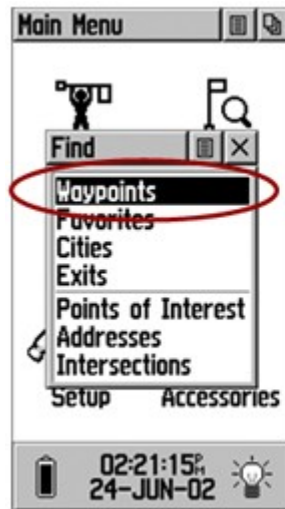 Main Menu
Find
Waypoints
Favorites
Cities
Exits
Points of Interest
Addresses
Intersections
Setup Accessories
02:21:15PM
24-JUN-02